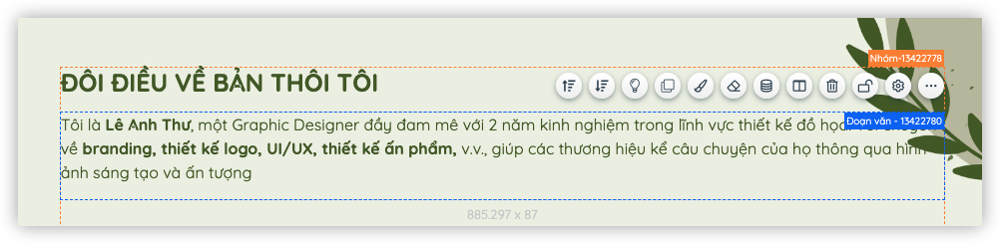 Nhóm-13422778
ĐÔI ĐIỀU VỀ BẢN THÔI TÔI
Đoạn văn - 13422780
Tôi là Lê Anh Thư, một Graphic Designer đầy đam mê với 2 năm kinh nghiệm trong lĩnh vực thiết kế đồ họa
về branding, thiết kế logo, UI/UX, thiết kế ấn phẩm, v.v., giúp các thương hiệu kể câu chuyện của họ thông qua hình
ảnh sáng tạo và ấn tượng
885.297 x 87